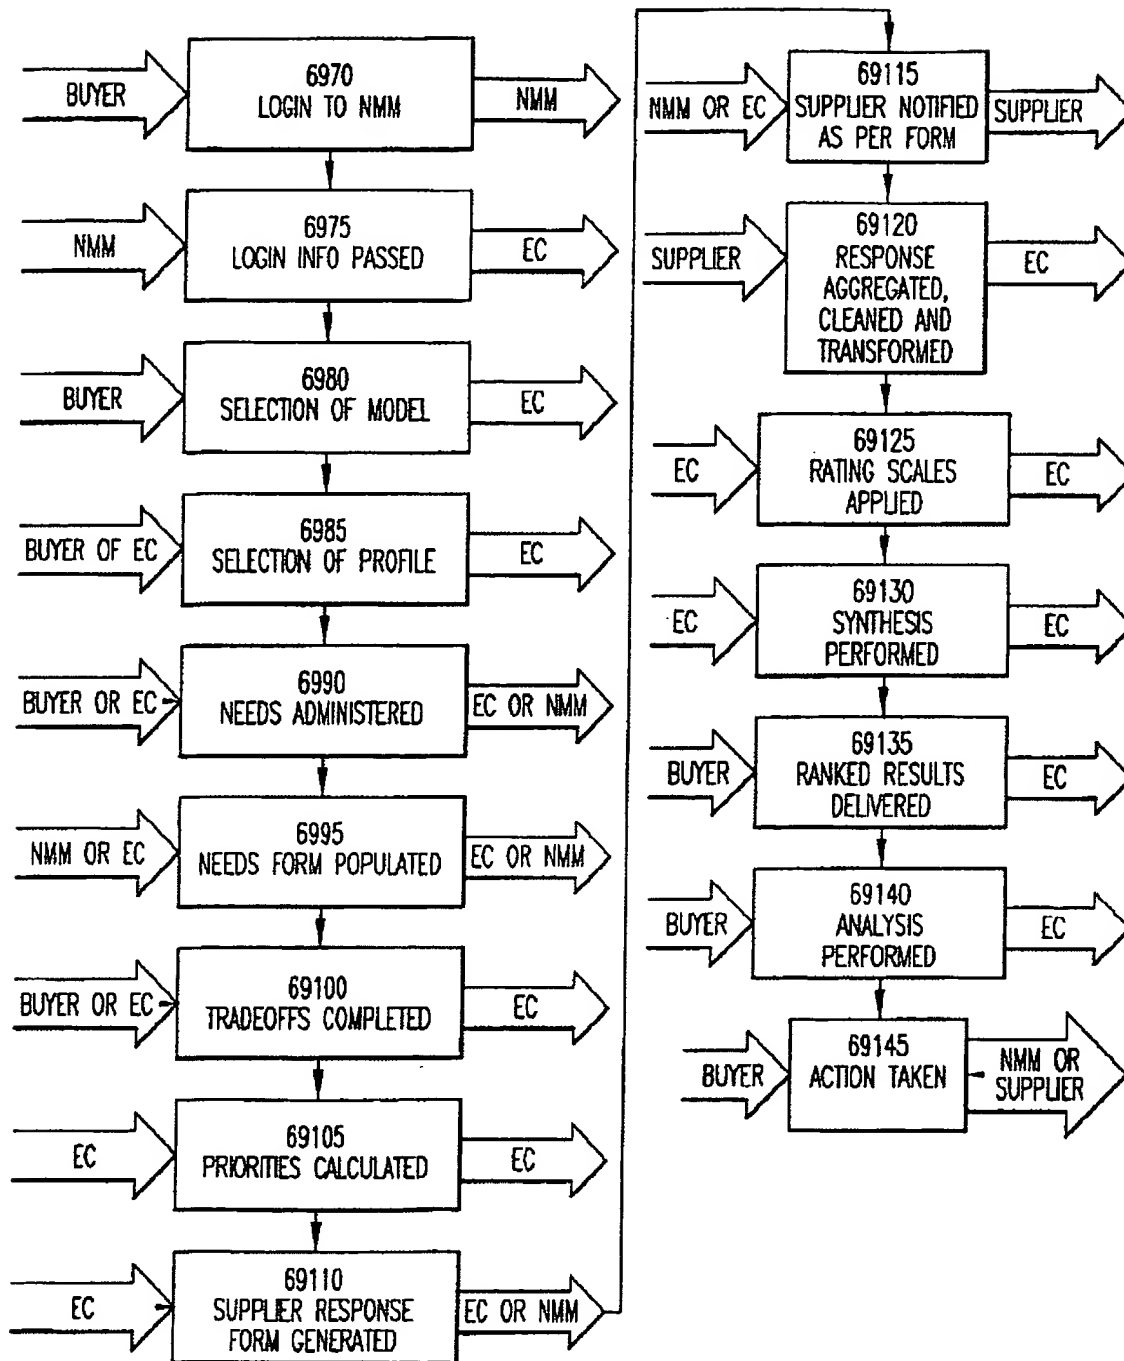 BUYER
6970
LOGIN TO NMM
NMM
NMM
6975
LOGIN INFO PASSED
EC
BUYER
6980
SELECTION OF MODEL
EC
BUYER OF EC
6985
SELECTION OF PROFILE
EC
BUYER OR EC
6990
NEEDS ADMINISTERED
EC OR NMM
NMM OR EC
6995
NEEDS FORM POPULATED
EC OR NMM
BUYER OR EC
69100
TRADEOFFS COMPLETED
EC
EC
69105
PRIORITIES CALCULATED
EC
EC
69110
SUPPLIER RESPONSE
FORM GENERATED
EC OR NMM
NMM OR EC
69115
SUPPLIER NOTIFIED
AS PER FORM
SUPPLIER
SUPPLIER
69120
RESPONSE
AGGREGATED,
CLEANED AND
TRANSFORMED
EC
EC
69125
RATING SCALES
APPLIED
EC
EC
69130
SYNTHESIS
PERFORMED
EC
BUYER
69135
RANKED RESULTS
DELIVERED
EC
BUYER
69140
ANALYSIS
PERFORMED
EC
BUYER
69145
ACTION TAKEN
NMM OR
SUPPLIER